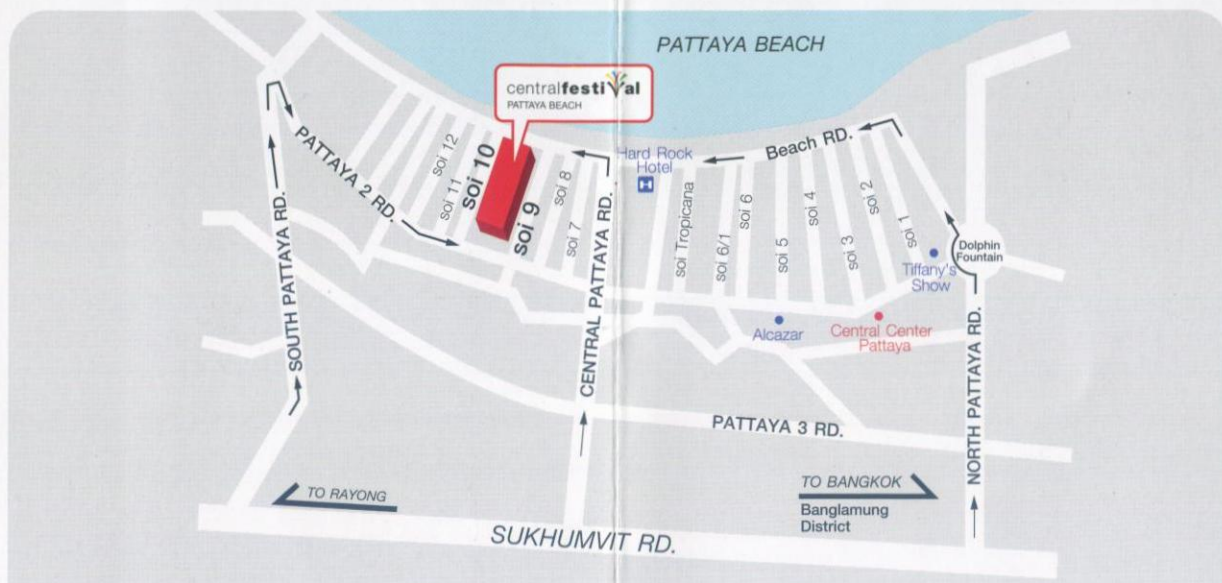 PATTAYA BEACH
centralfestival
PATTAYA BEACH
Hard Rock
Hotel
H
Beach RD.
PATTAYA 2 RD.
soi 12
soi 11
soi 10
soi 9
soi 8
soi 7
soi Tropicana
soi 6/1
soi 6
soi 5
soi 4
soi 3
soi 2
soi 1
Dolphin
Fountain
Tiffany's
Show
Alcazar
Central Center
Pattaya
SOUTH PATTAYA RD.
CENTRAL PATTAYA RD.
NORTH PATTAYA RD.
PATTAYA 3 RD.
TO RAYONG
TO BANGKOK
Banglamung
District
SUKHUMVIT RD.